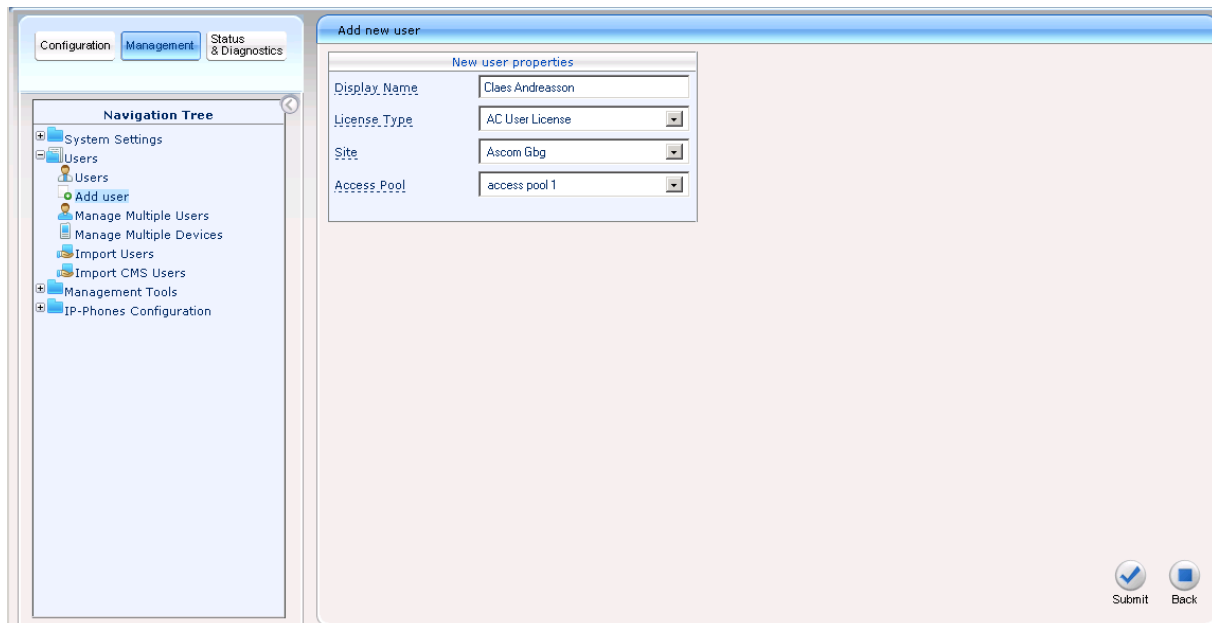 Configuration
Management
Status
& Diagnostics
Navigation Tree
System Settings
Users
Users
Add user
Manage Multiple Users
Manage Multiple Devices
Import Users
Import CMS Users
Management Tools
IP-Phones Configuration
Add new user
New user properties
Display Name Claes Andreasson
License Type AC User License
Site Ascom Gbg
Access Pool access pool 1
Submit Back